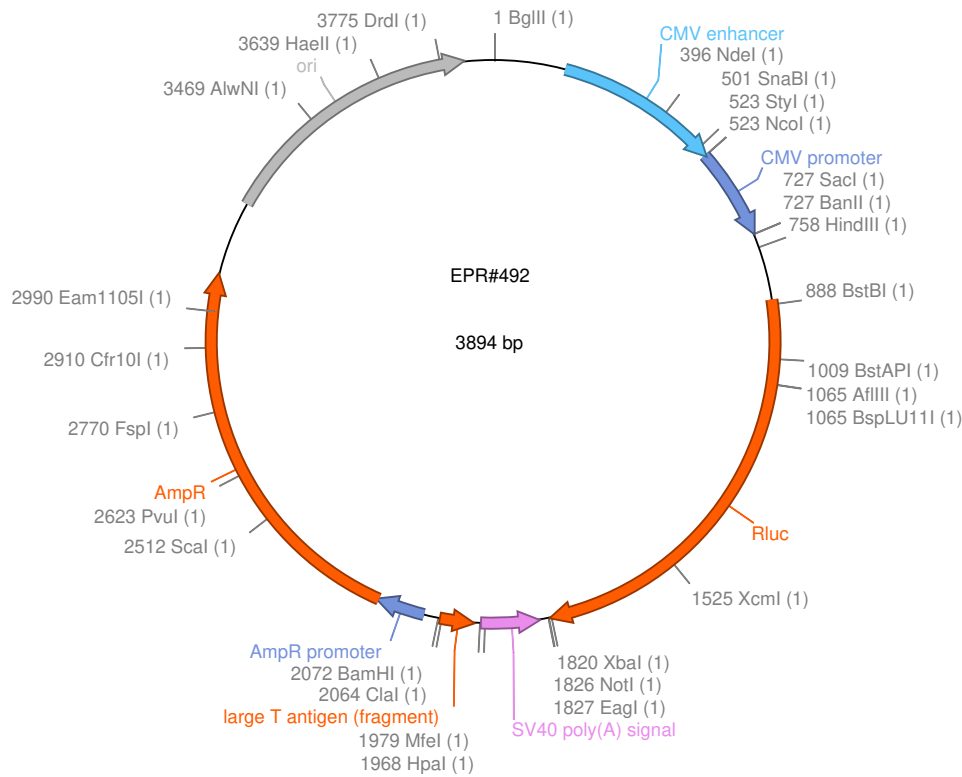 3775 DrdI (1)
3639 HaeII (1)
ori
3469 AlwNI (1)
1 BglII (1)
CMV enhancer
396 NdeI (1)
501 SnaBI (1)
523 StyI (1)
523 NcoI (1)
CMV promoter
727 SacI (1)
727 BanII (1)
758 HindIII (1)
EPR#492
3894 bp
888 BstBI (1)
1009 BstAPI (1)
1065 AflIII (1)
1065 BspLU11I (1)
Rluc
1525 XcmI (1)
1820 XbaI (1)
1826 NotI (1)
1827 EagI (1)
SV40 poly(A) signal
2990 Eam1105I (1)
2910 Cfr10I (1)
2770 FspI (1)
AmpR
2623 PvuI (1)
2512 ScaI (1)
AmpR promoter
2072 BamHI (1)
2064 ClaI (1)
large T antigen (fragment)
1979 MfeI (1)
1968 HpaI (1)